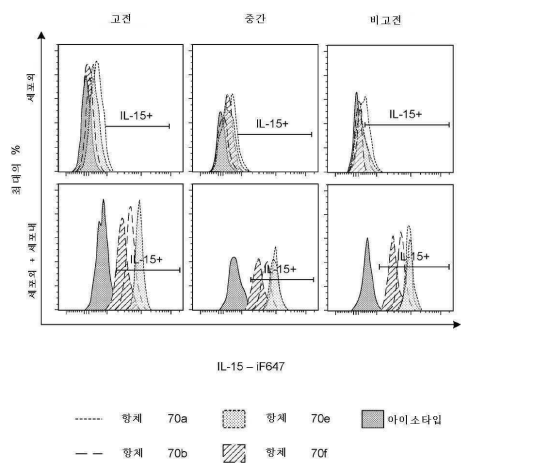 고전 중간 비고전
세포외
IL-15+ IL-15+ IL-15+
최대의 %
세포외 + 세포내
IL-15+ IL-15+ IL-15+
IL-15 – iF647
항체 70a 항체 70e 아이소타입
항체 70b 항체 70f